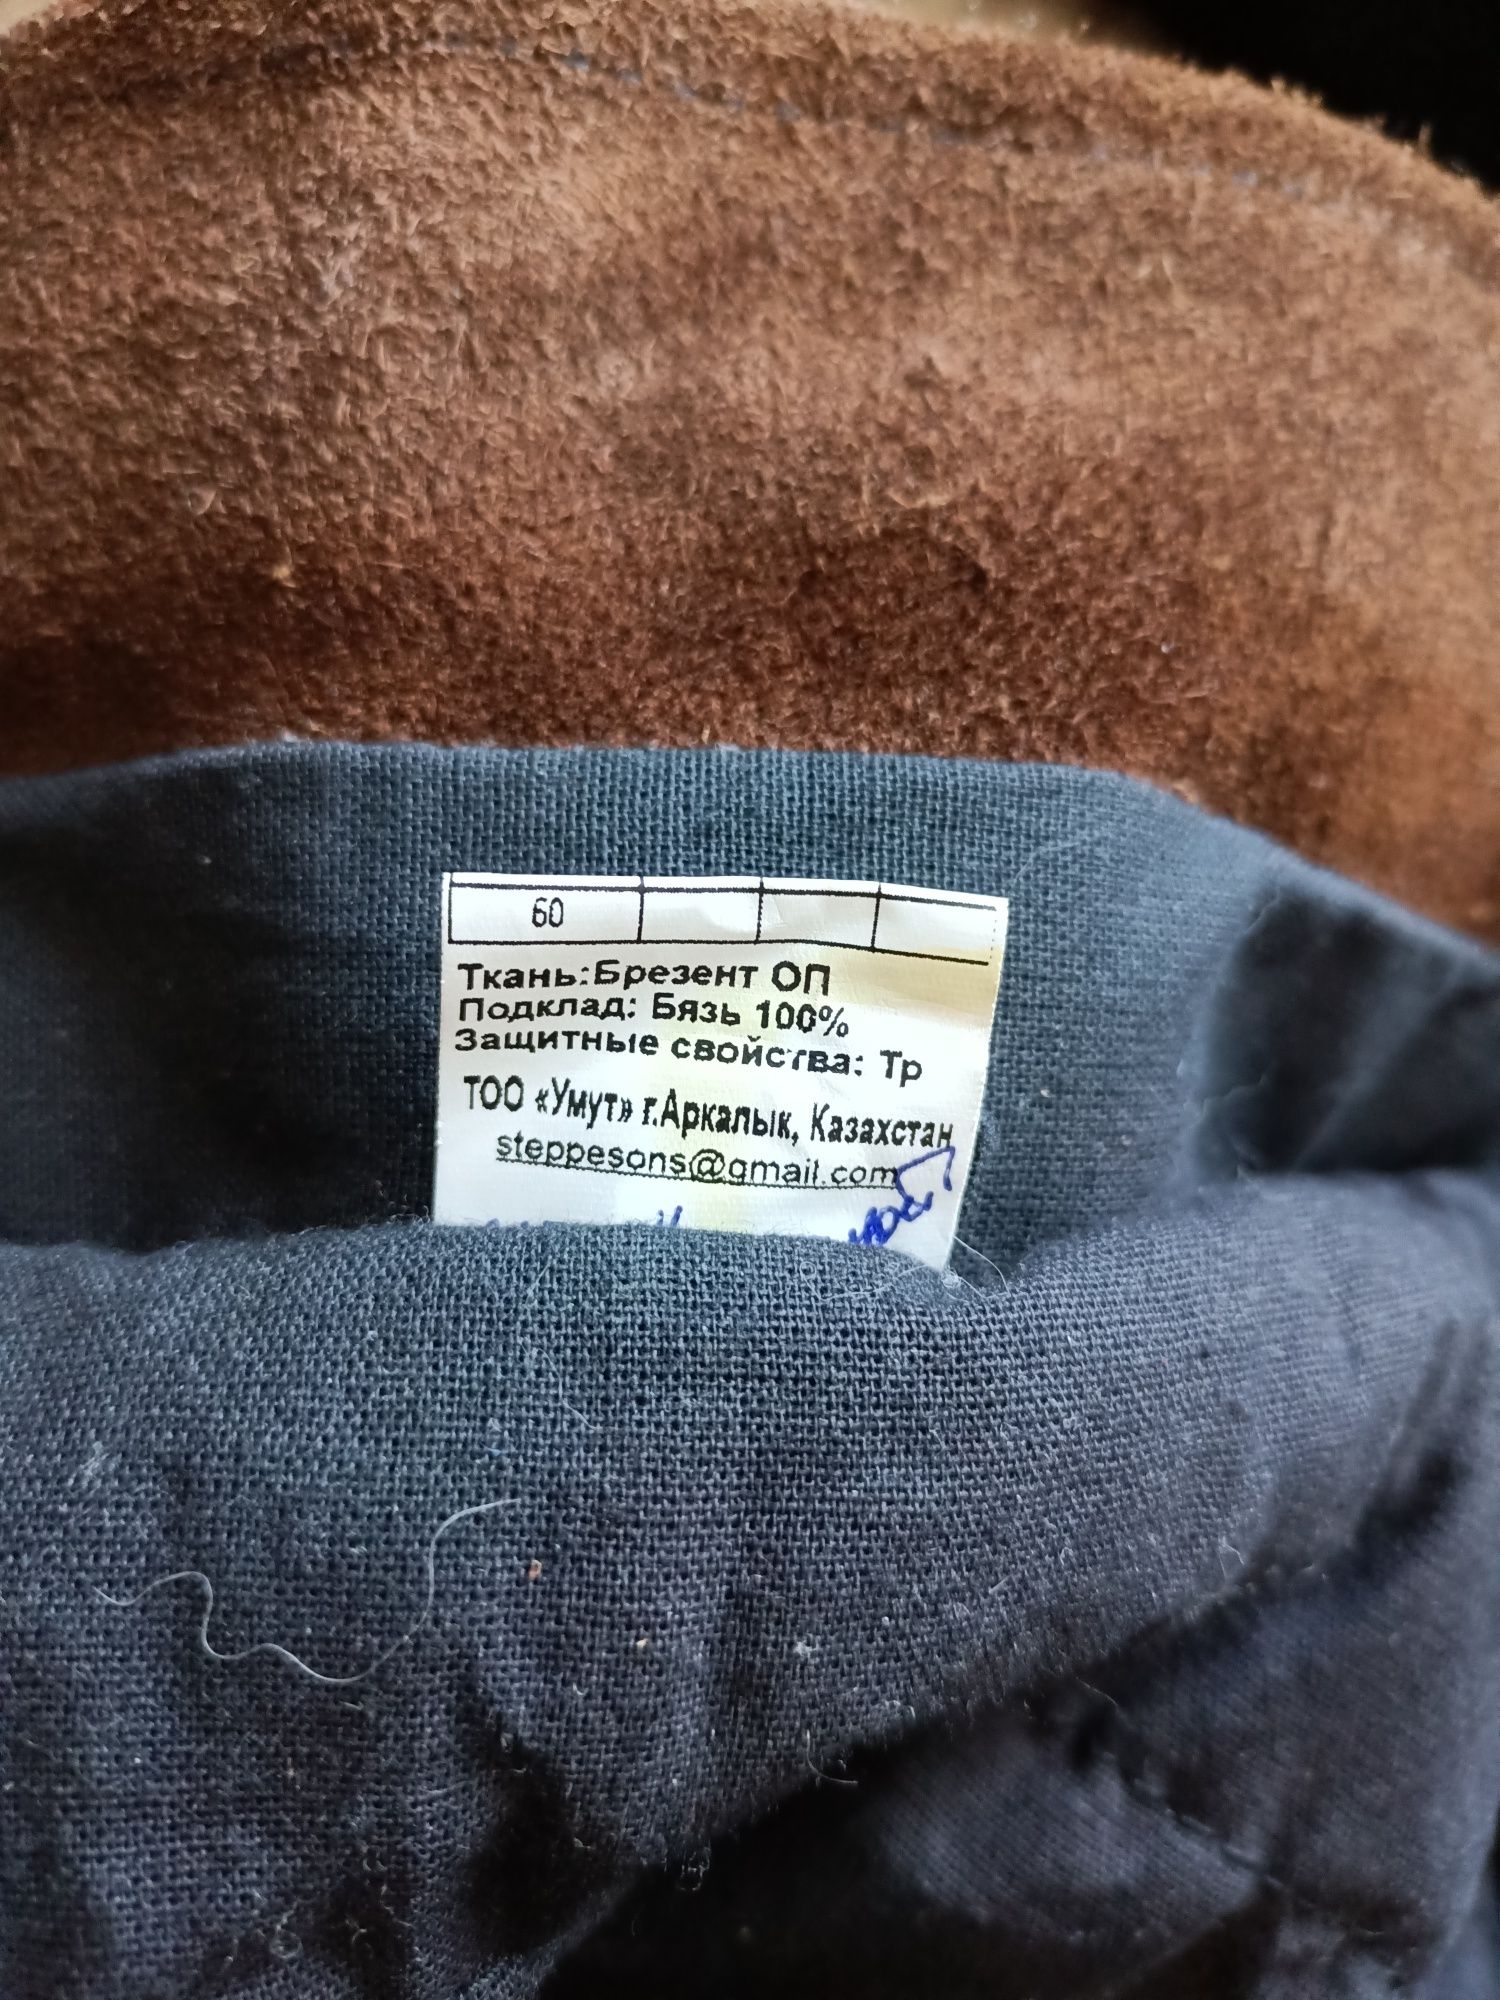 60
Ткань:Брезент ОП
Подклад: Бязь 100%
Защитные свойства: Тр
ТОО «Умут» г.Аркалык, Казахстан
steppesons@gmail.com